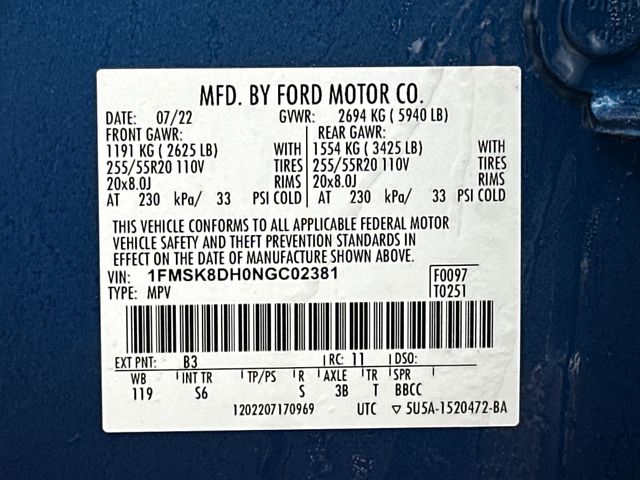 MFD. BY FORD MOTOR CO.
DATE: 07/22 GVWR: 2694 KG ( 5940 LB)
FRONT GAWR: REAR GAWR:
1191 KG ( 2625 LB) WITH 1554 KG ( 3425 LB) WITH
255/55R20 110V TIRES 255/55R20 110V TIRES
20x8.0J RIMS 20x8.0J RIMS
AT 230 kPa/ 33 PSI COLD AT 230 kPa/ 33 PSI COLD
THIS VEHICLE CONFORMS TO ALL APPLICABLE FEDERAL MOTOR
VEHICLE SAFETY AND THEFT PREVENTION STANDARDS IN
EFFECT ON THE DATE OF MANUFACTURE SHOWN ABOVE.
VIN: 1FMSK8DH0NGC02381 F0097
TYPE: MPV T0251
EXT PNT: B3 RC: 11 DSO:
WB INT TR TP/PS R AXLE TR SPR
119 S6 S 3B T BBCC
1202207170969 UTC ▽ 5U5A-1520472-BA